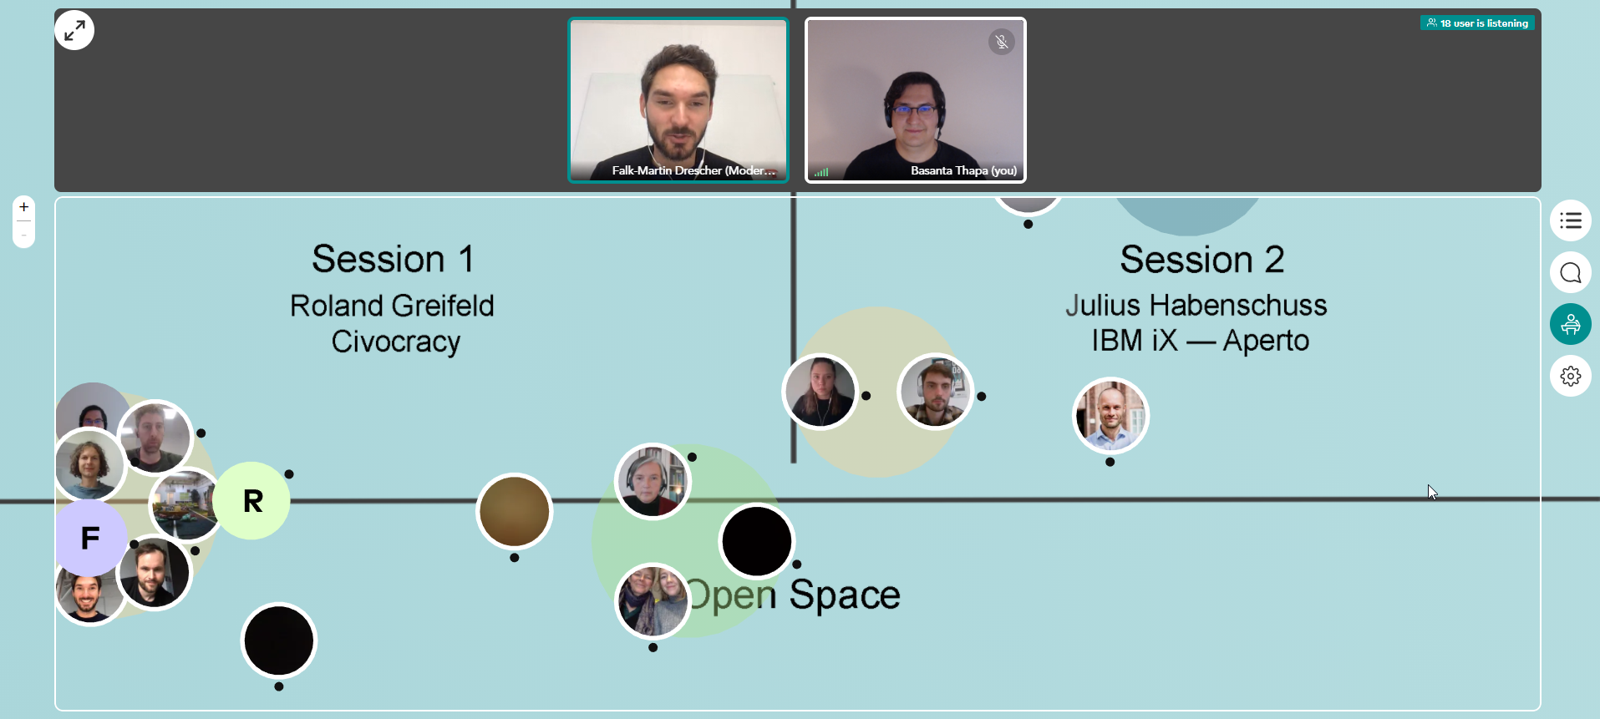 18 user is listening
Falk-Martin Drescher (Moder...
Basanta Thapa (you)
+
-
Session 1
Roland Greifeld
Civocracy
Session 2
Julius Habenschuss
IBM iX — Aperto
R
F
Open Space